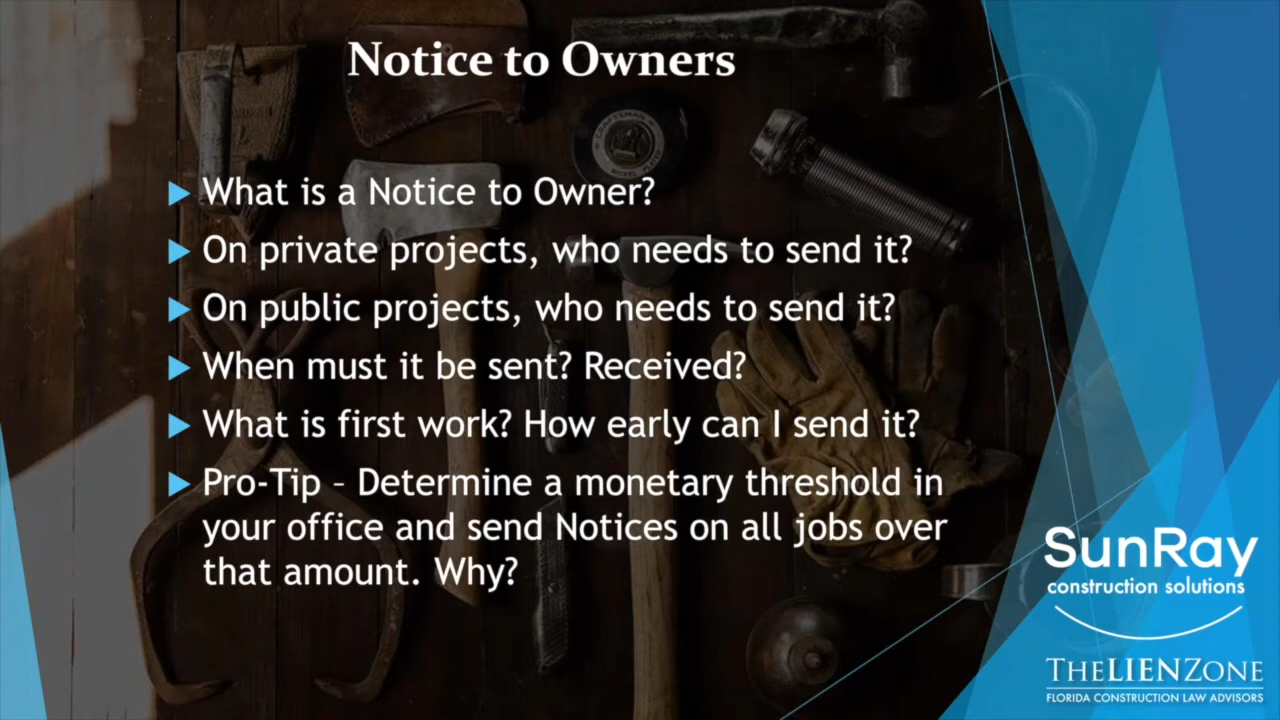 Notice to Owners
What is a Notice to Owner?
On private projects, who needs to send it?
On public projects, who needs to send it?
When must it be sent? Received?
What is first work? How early can I send it?
Pro-Tip – Determine a monetary threshold in
your office and send Notices on all jobs over
that amount. Why?
CRAFTSMAN
SunRay
construction solutions
THELIENZONE
FLORIDA CONSTRUCTION LAW ADVISORS